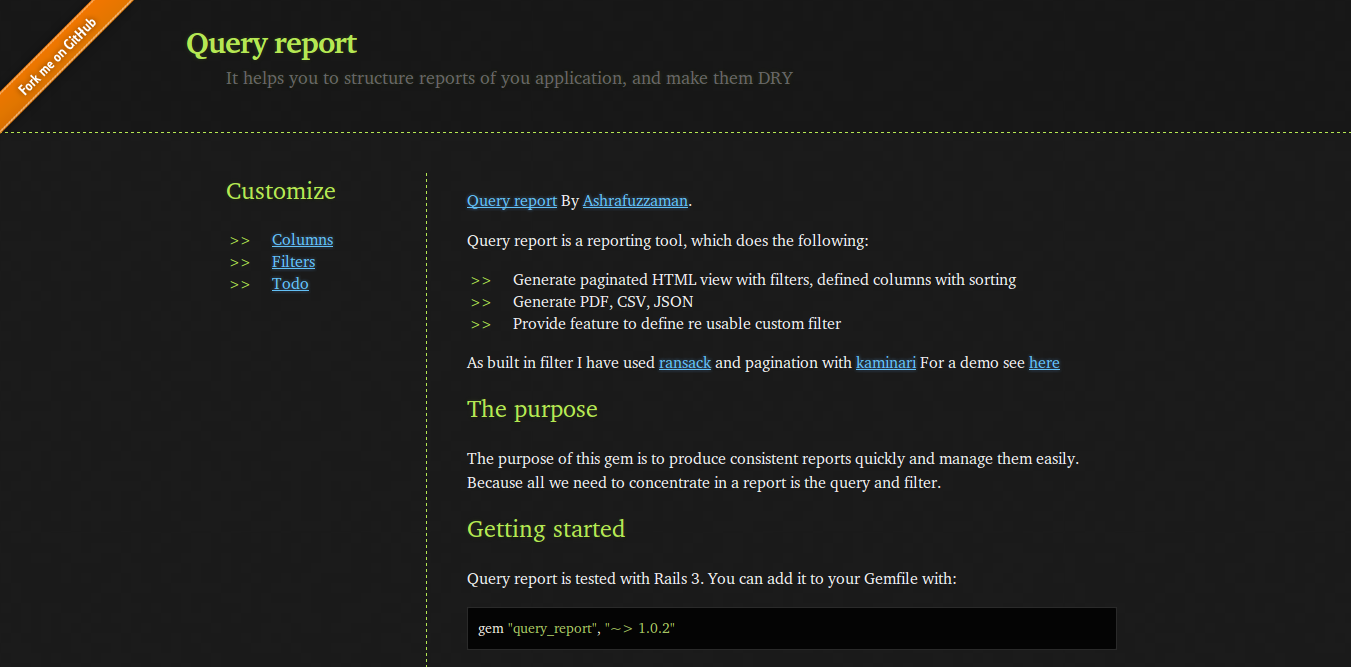 Fork me on GitHub
Query report
It helps you to structure reports of you application, and make them DRY
Customize
>> Columns
>> Filters
>> Todo
Query report By Ashrafuzzaman.
Query report is a reporting tool, which does the following:
>> Generate paginated HTML view with filters, defined columns with sorting
>> Generate PDF, CSV, JSON
>> Provide feature to define re usable custom filter
As built in filter I have used ransack and pagination with kaminari For a demo see here
The purpose
The purpose of this gem is to produce consistent reports quickly and manage them easily.
Because all we need to concentrate in a report is the query and filter.
Getting started
Query report is tested with Rails 3. You can add it to your Gemfile with:
gem "query_report", "~> 1.0.2"